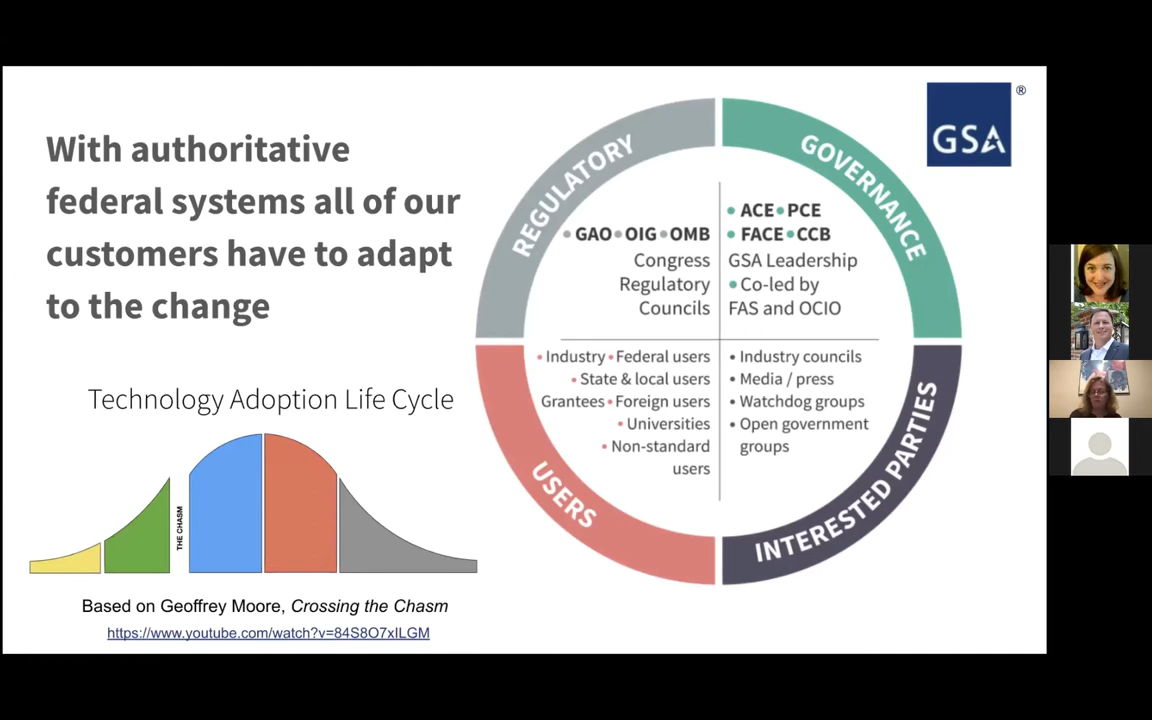 With authoritative
federal systems all of our
customers have to adapt
to the change
Technology Adoption Life Cycle
THE CHASM
Based on Geoffrey Moore, Crossing the Chasm
https://www.youtube.com/watch?v=84S8O7xILGM
REGULATORY
• GAO • OIG • OMB
Congress
Regulatory
Councils
GOVERNANCE
• ACE • PCE
• FACE • CCB
GSA Leadership
• Co-led by
FAS and OCIO
USERS
• Industry • Federal users
• State & local users
Grantees • Foreign users
• Universities
• Non-standard
users
INTERESTED PARTIES
• Industry councils
• Media / press
• Watchdog groups
• Open government
groups
GSA
®